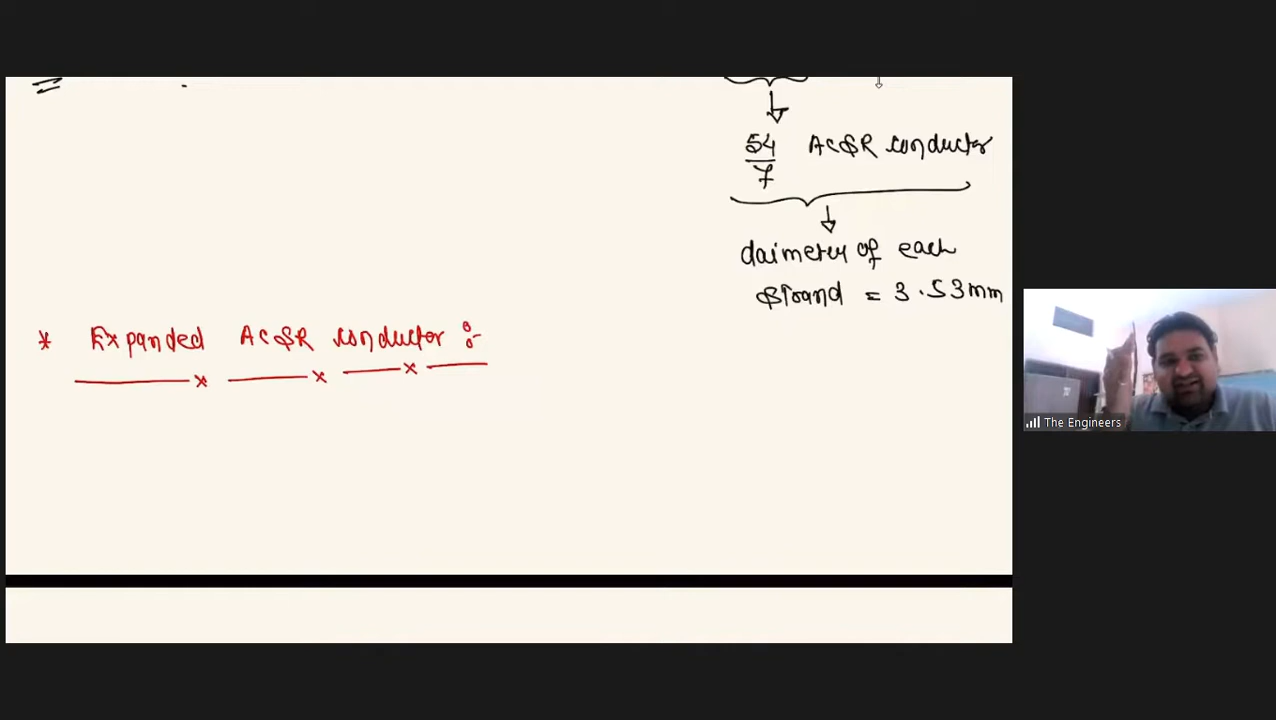 54
7
ACSR conductor
daimeter of each
strand = 3.53mm
* Expanded ACSR conductor :-
The Engineers